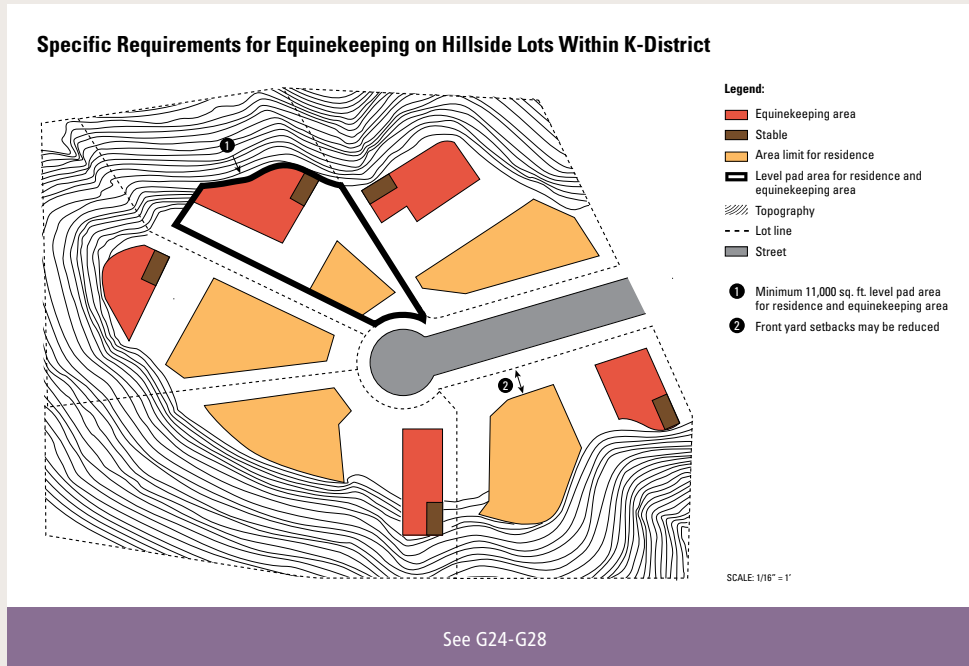 Specific Requirements for Equinekeeping on Hillside Lots Within K-District
Legend:
Equinekeeping area
Stable
Area limit for residence
Level pad area for residence and
equinekeeping area
Topography
Lot line
Street
1 Minimum 11,000 sq. ft. level pad area
for residence and equinekeeping area
2 Front yard setbacks may be reduced
1
2
SCALE: 1/16" = 1'
See G24-G28